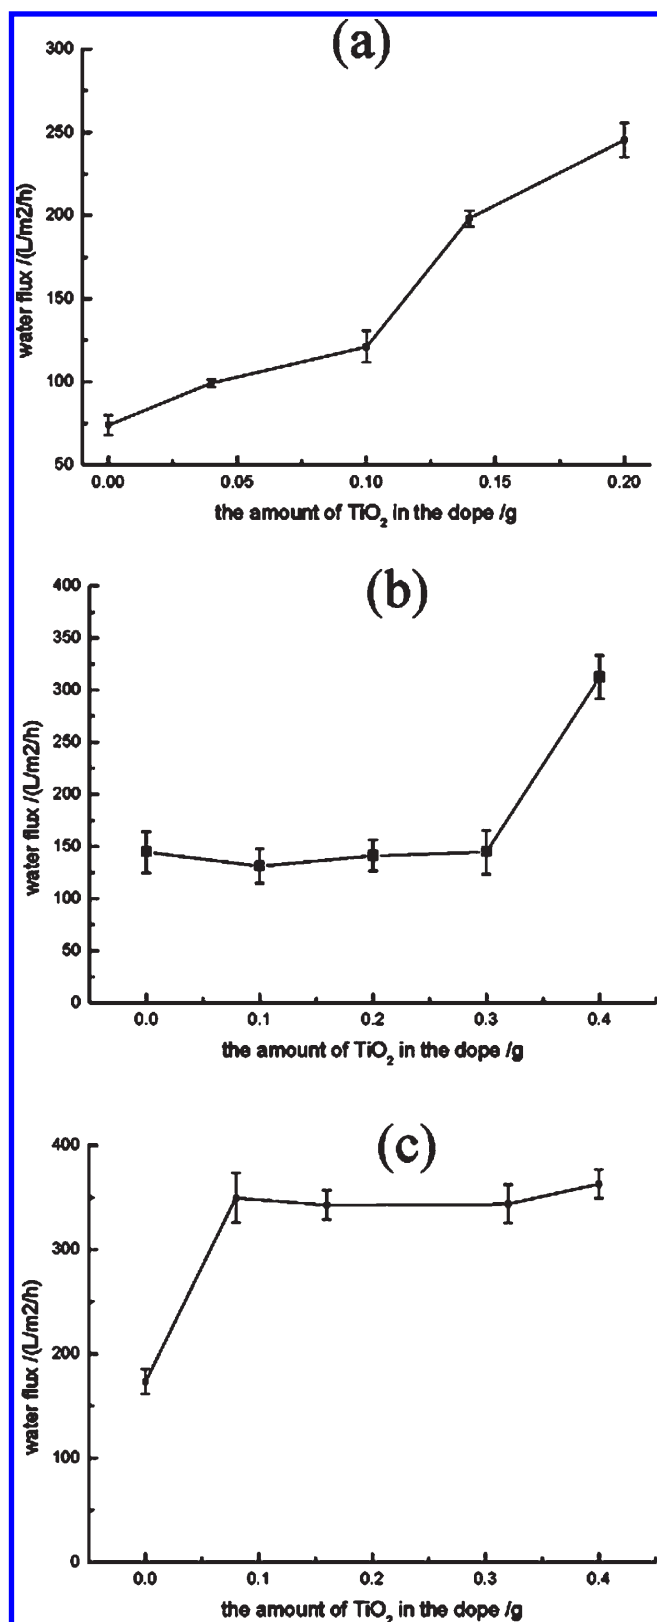 (a)
300
250
200
150
100
50
water flux /(L/m2/h)
0.00 0.05 0.10 0.15 0.20
the amount of TiO₂ in the dope /g
(b)
400
350
300
250
200
150
100
50
0
water flux /(L/m2/h)
0.0 0.1 0.2 0.3 0.4
the amount of TiO₂ in the dope /g
(c)
400
300
200
100
0
water flux /(L/m2/h)
0.0 0.1 0.2 0.3 0.4
the amount of TiO₂ in the dope /g